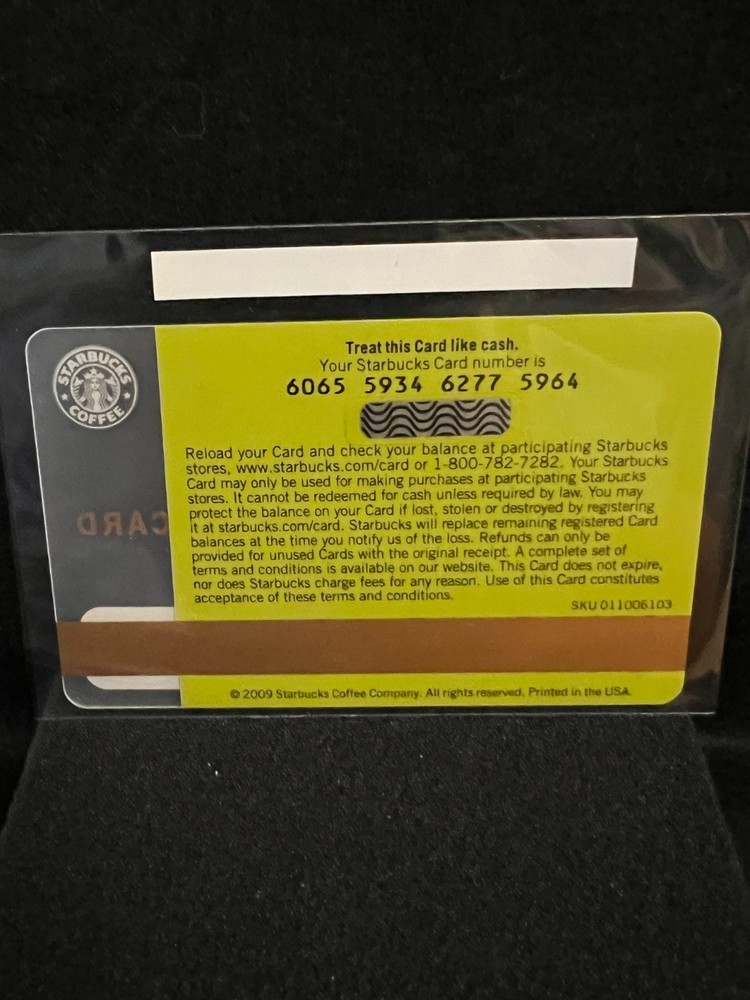 STARBUCKS
COFFEE
Treat this Card like cash.
Your Starbucks Card number is
6065 5934 6277 5964
Reload your Card and check your balance at participating Starbucks
stores, www.starbucks.com/card or 1-800-782-7282. Your Starbucks
Card may only be used for making purchases at participating Starbucks
stores. It cannot be redeemed for cash unless required by law. You may
protect the balance on your Card if lost, stolen or destroyed by registering
it at starbucks.com/card. Starbucks will replace remaining registered Card
balances at the time you notify us of the loss. Refunds can only be
provided for unused Cards with the original receipt. A complete set of
terms and conditions is available on our website. This Card does not expire,
nor does Starbucks charge fees for any reason. Use of this Card constitutes
acceptance of these terms and conditions.
SKU 011006103
CARD
© 2009 Starbucks Coffee Company. All rights reserved. Printed in the USA.